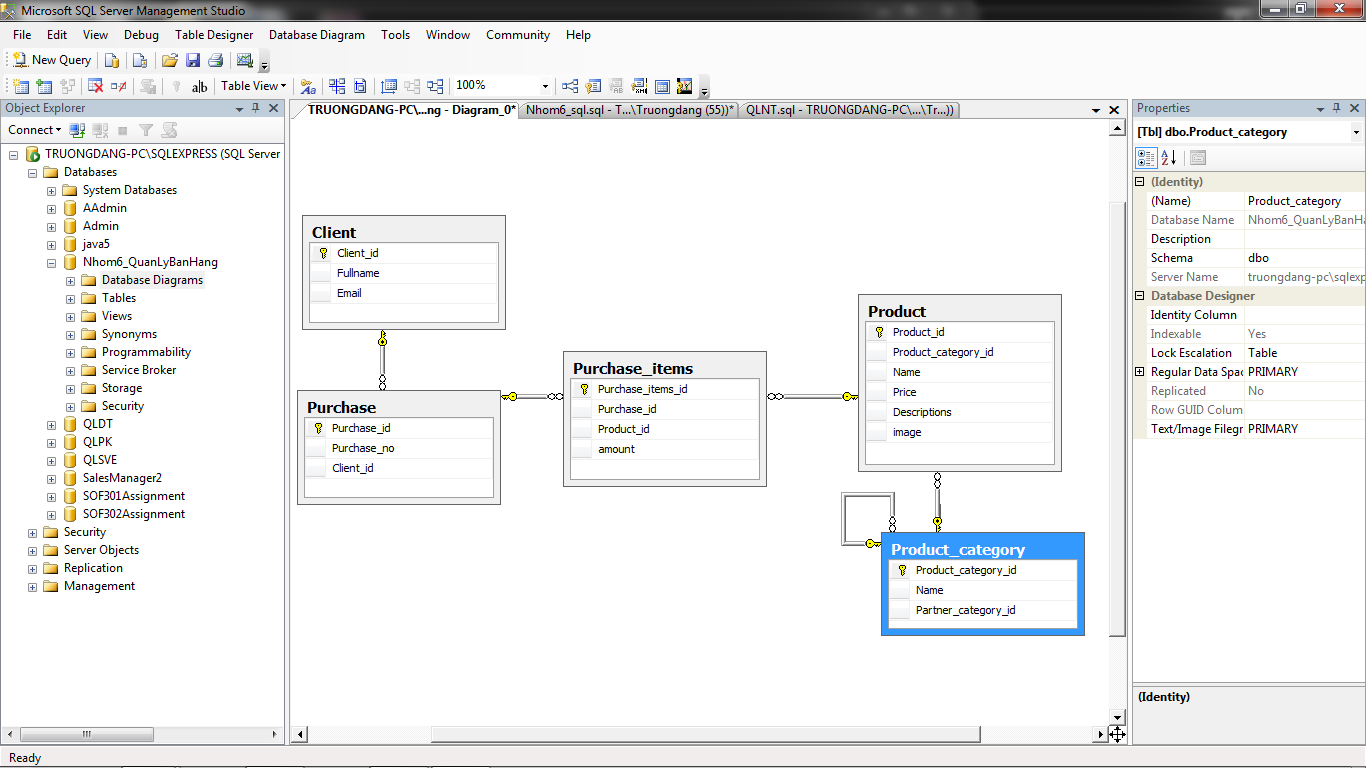 Microsoft SQL Server Management Studio
File Edit View Debug Table Designer Database Diagram Tools Window Community Help
New Query
ab Table View 100%
Object Explorer
Connect
TRUONGDANG-PC\SQLEXPRESS (SQL Server
Databases
System Databases
AAdmin
Admin
java5
Nhom6_QuanLyBanHang
Database Diagrams
Tables
Views
Synonyms
Programmability
Service Broker
Storage
Security
QLDT
QLPK
QLSVE
SalesManager2
SOF301Assignment
SOF302Assignment
Security
Server Objects
Replication
Management
TRUONGDANG-PC\...ng - Diagram_0* Nhom6_sql.sql - T...\Truongdang (55))* QLNT.sql - TRUONGDANG-PC\...\Tr...))
Client
Client_id
Fullname
Email
Purchase
Purchase_id
Purchase_no
Client_id
Purchase_items
Purchase_items_id
Purchase_id
Product_id
amount
Product
Product_id
Product_category_id
Name
Price
Descriptions
image
Product_category
Product_category_id
Name
Partner_category_id
Properties
[Tbl] dbo.Product_category
(Identity)
(Name) Product_category
Database Name Nhom6_QuanLyBanHa
Description
Schema dbo
Server Name truongdang-pc\sqlexp
Database Designer
Identity Column
Indexable Yes
Lock Escalation Table
Regular Data Spac PRIMARY
Replicated No
Row GUID Colum
Text/Image Filegr PRIMARY
(Identity)
Ready